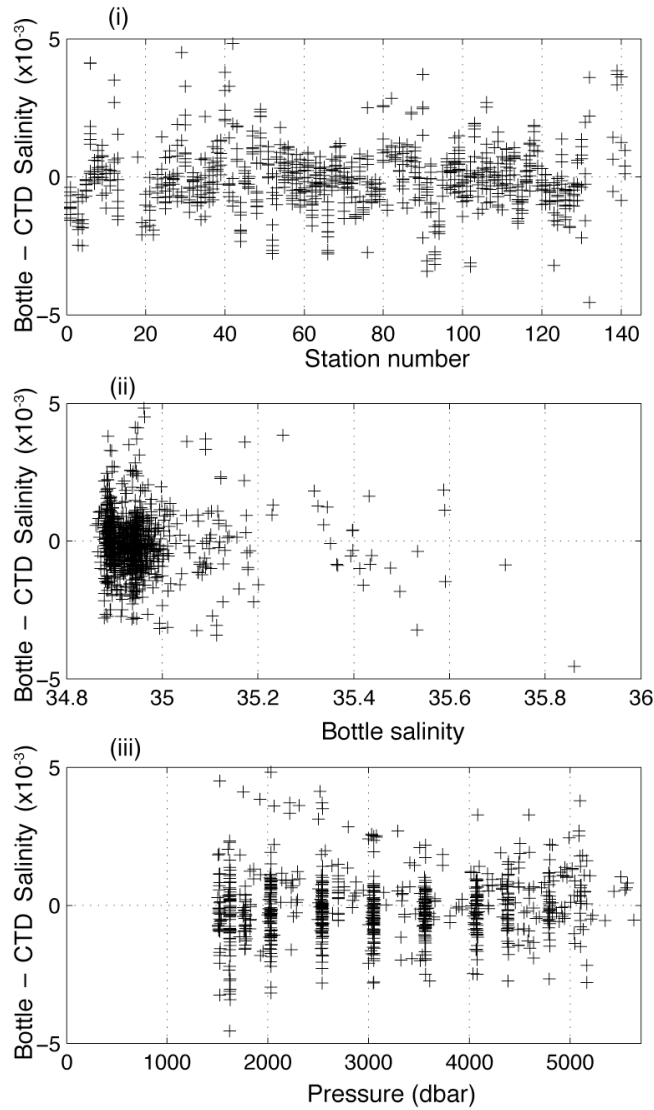 (i)
Bottle − CTD Salinity (x10-3)
5
0
−5
0 20 40 60 80 100 120 140
Station number
(ii)
Bottle − CTD Salinity (x10-3)
5
0
−5
34.8 35 35.2 35.4 35.6 35.8 36
Bottle salinity
(iii)
Bottle − CTD Salinity (x10-3)
5
0
−5
0 1000 2000 3000 4000 5000
Pressure (dbar)